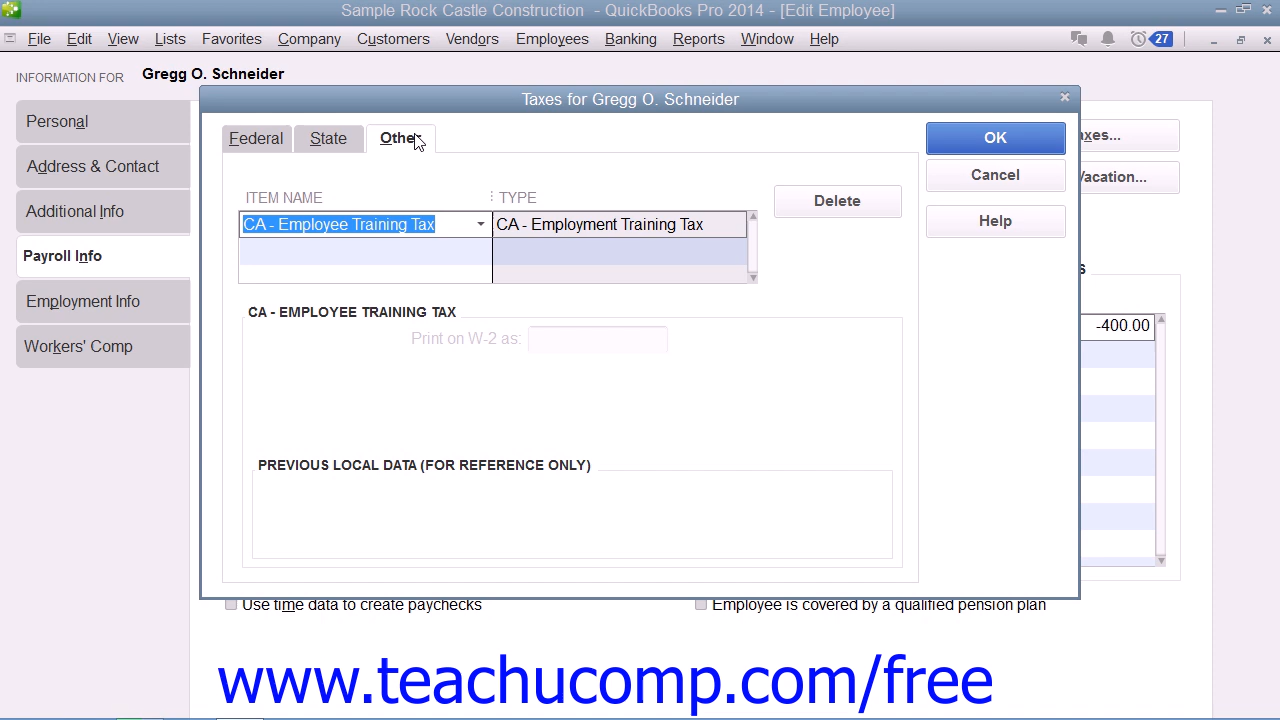 Sample Rock Castle Construction - QuickBooks Pro 2014 - [Edit Employee]
File Edit View Lists Favorites Company Customers Vendors Employees Banking Reports Window Help 27
INFORMATION FOR Gregg O. Schneider
Personal
Address & Contact
Additional Info
Payroll Info
Employment Info
Workers' Comp
Taxes for Gregg O. Schneider
Federal State Other
OK
Cancel
Help
ITEM NAME TYPE
Delete
CA - Employee Training Tax CA - Employment Training Tax
CA - EMPLOYEE TRAINING TAX
Print on W-2 as:
PREVIOUS LOCAL DATA (FOR REFERENCE ONLY)
xes...
Vacation...
s
-400.00
Use time data to create paychecks Employee is covered by a qualified pension plan
www.teachucomp.com/free